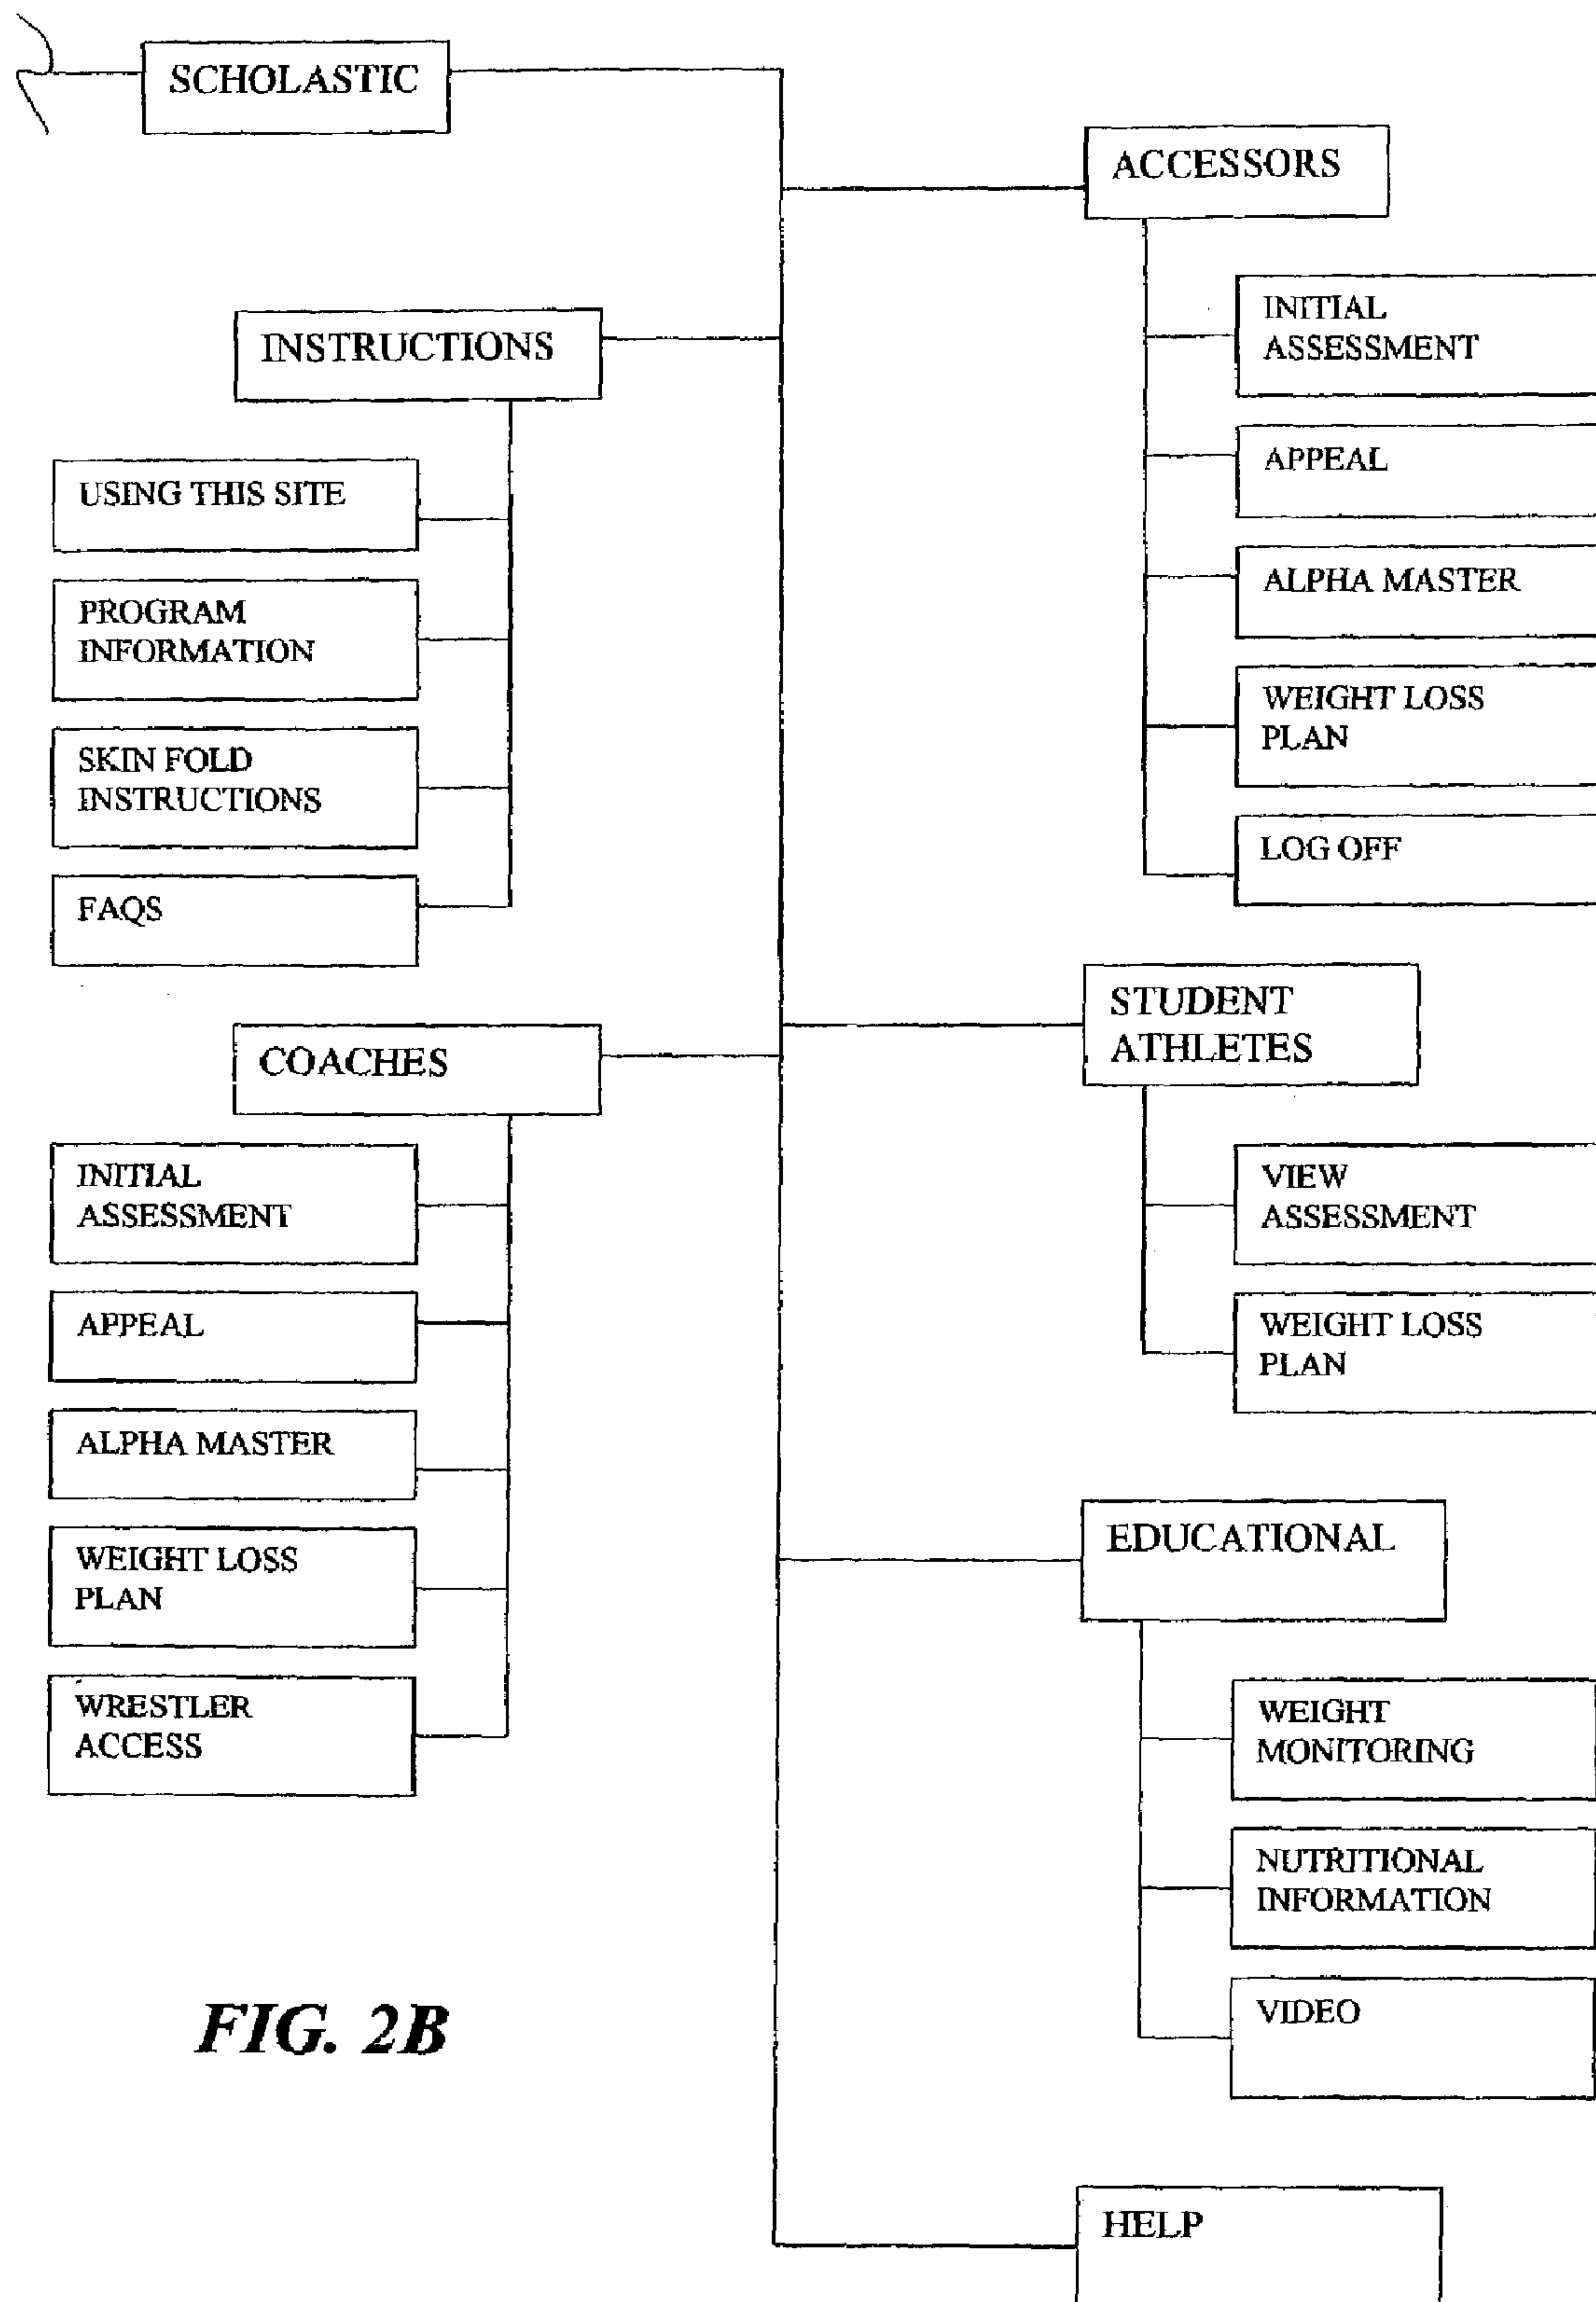 SCHOLASTIC
ACCESSORS
INITIAL
ASSESSMENT
APPEAL
ALPHA MASTER
WEIGHT LOSS
PLAN
LOG OFF
INSTRUCTIONS
USING THIS SITE
PROGRAM
INFORMATION
SKIN FOLD
INSTRUCTIONS
FAQS
COACHES
INITIAL
ASSESSMENT
APPEAL
ALPHA MASTER
WEIGHT LOSS
PLAN
WRESTLER
ACCESS
STUDENT
ATHLETES
VIEW
ASSESSMENT
WEIGHT LOSS
PLAN
EDUCATIONAL
WEIGHT
MONITORING
NUTRITIONAL
INFORMATION
VIDEO
HELP
FIG. 2B